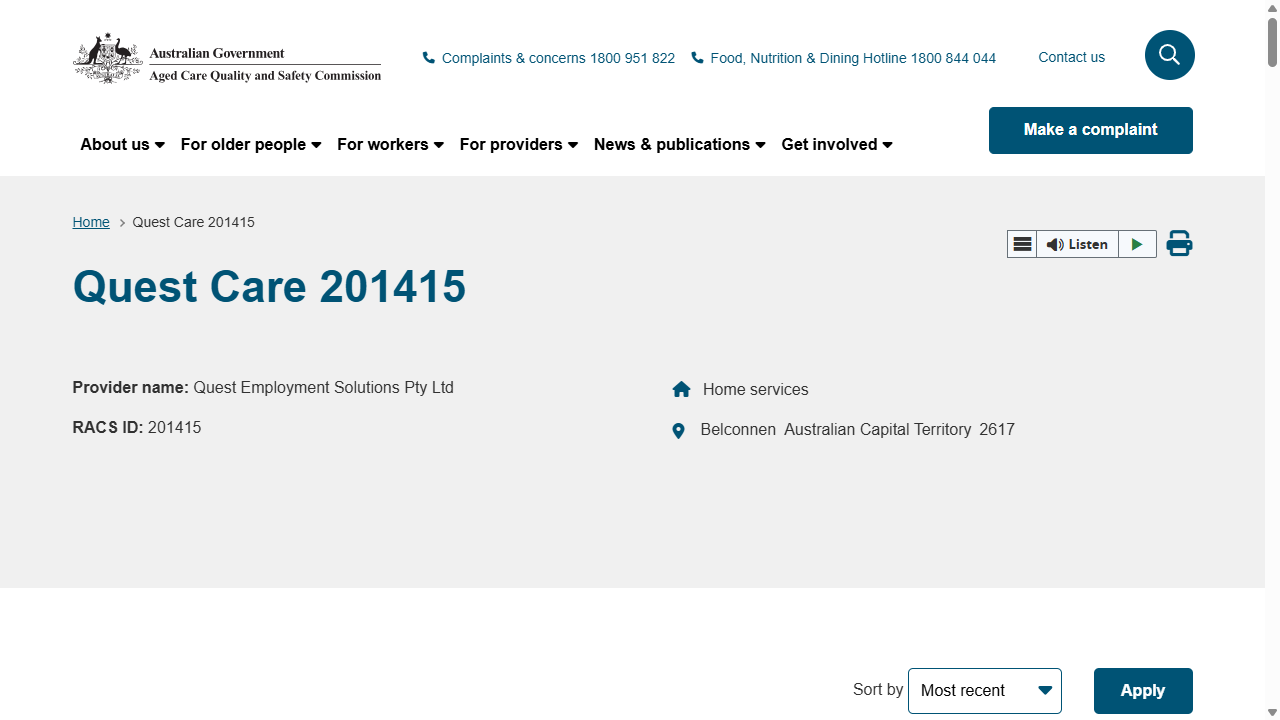 Australian Government
Aged Care Quality and Safety Commission
Complaints & concerns 1800 951 822
Food, Nutrition & Dining Hotline 1800 844 044
Contact us
About us
For older people
For workers
For providers
News & publications
Get involved
Make a complaint
Home > Quest Care 201415
Listen
Quest Care 201415
Provider name: Quest Employment Solutions Pty Ltd
Home services
RACS ID: 201415
Belconnen Australian Capital Territory 2617
Sort by Most recent
Apply